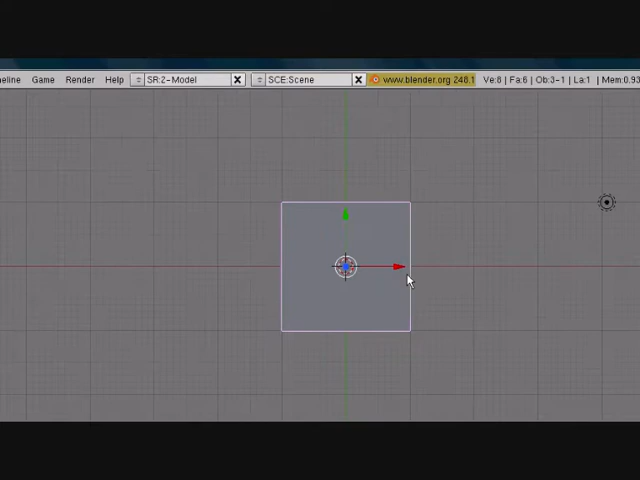 neline Game Render Help SR:2-Model SCE:Scene www.blender.org 248.1 Ve:8 | Fa:6 | Ob:3-1 | La:1 | Mem:0.93